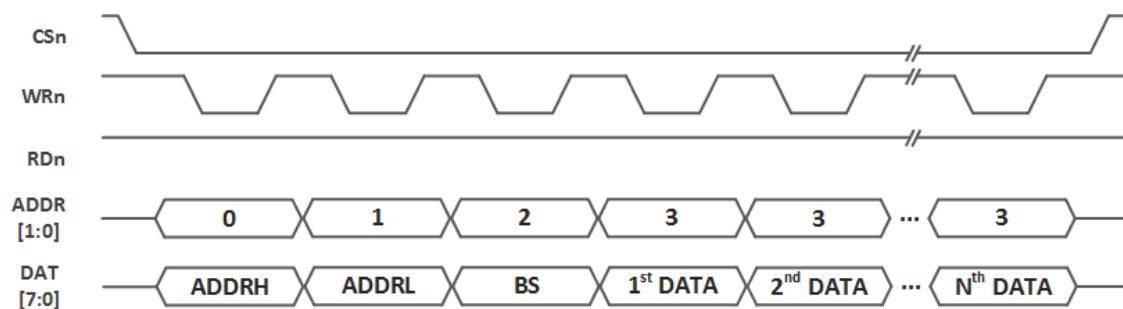 CSn
WRn
RDn
ADDR
[1:0]
0 1 2 3 3 ... 3
DAT
[7:0]
ADDRH ADDRL BS 1st DATA 2nd DATA ... Nth DATA